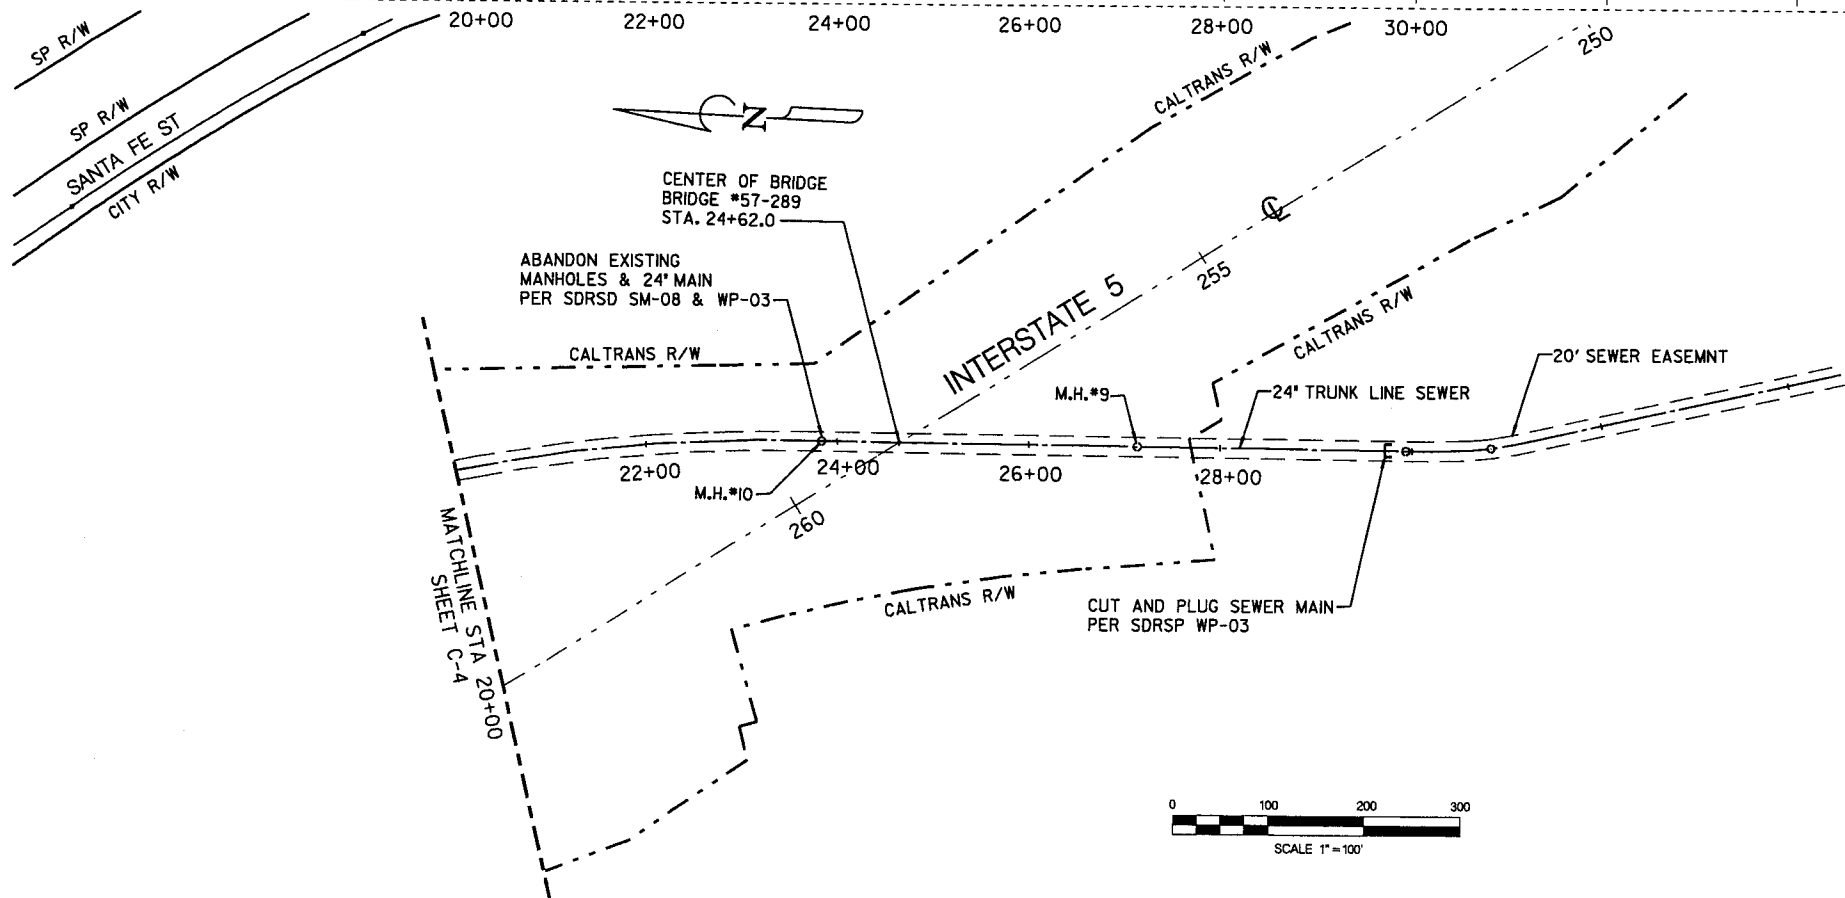 20+00
22+00
24+00
26+00
28+00
30+00
250
SP R/W
SP R/W
SANTA FE ST
CITY R/W
N
CALTRANS R/W
CENTER OF BRIDGE
BRIDGE #57-289
STA. 24+62.0
ABANDON EXISTING
MANHOLES & 24" MAIN
PER SDRSD SM-08 & WP-03
CALTRANS R/W
INTERSTATE 5
255
CL
CALTRANS R/W
20' SEWER EASEMNT
M.H.#9
24" TRUNK LINE SEWER
22+00
24+00
26+00
28+00
M.H.#10
260
MATCHLINE STA 20+00
SHEET C-4
CALTRANS R/W
CUT AND PLUG SEWER MAIN
PER SDRSP WP-03
0 100 200 300
SCALE 1"=100'